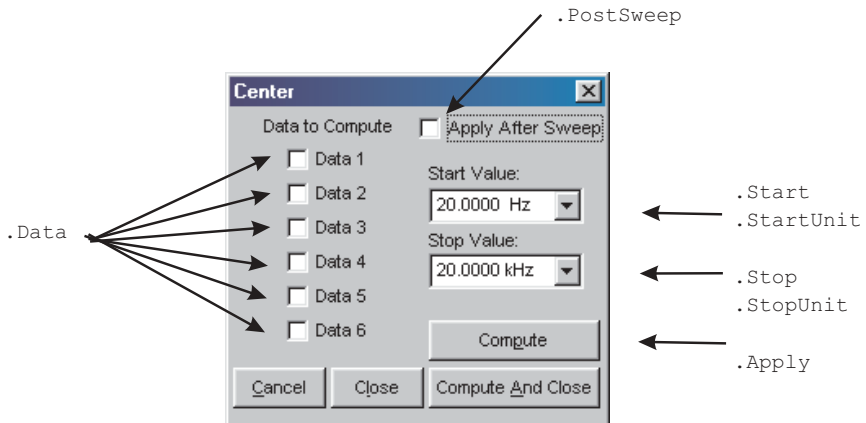 .PostSweep
Center
Data to Compute
Apply After Sweep
Data 1
Data 2
Data 3
Data 4
Data 5
Data 6
Start Value:
20.0000 Hz
Stop Value:
20.0000 kHz
Compute
Cancel
Close
Compute And Close
.Data
.Start
.StartUnit
.Stop
.StopUnit
.Apply